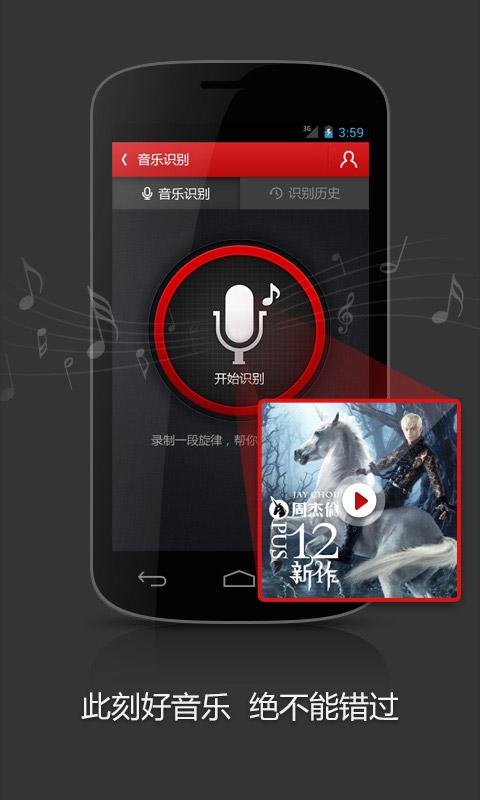 3G 3:59
音乐识别
音乐识别 识别历史
开始识别
录制一段旋律，帮你
JAY CHOU
周杰倫
OPUS
12
新作
此刻好音乐 绝不能错过